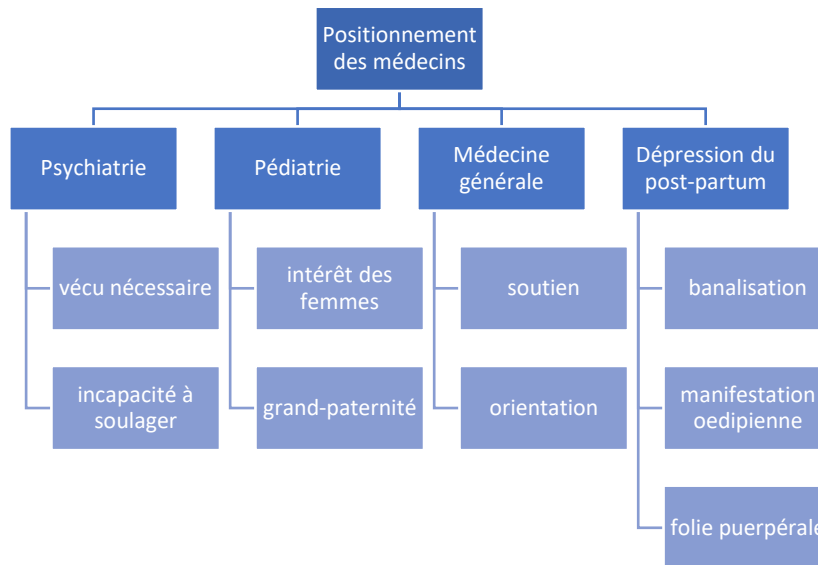 Positionnement
des médecins
Psychiatrie
Pédiatrie
Médecine
générale
Dépression du
post-partum
vécu nécessaire
intérêt des
femmes
soutien
banalisation
incapacité à
soulager
grand-paternité
orientation
manifestation
oedipienne
folie puerpérale